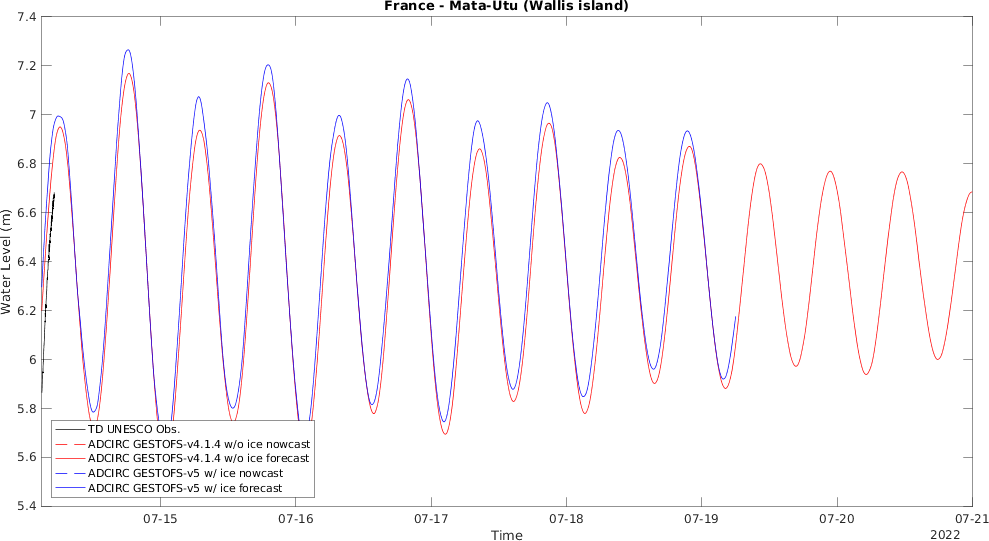 France - Mata-Utu (Wallis island)
7.4
7.2
7
6.8
6.6
6.4
6.2
6
5.8
5.6
5.4
Water Level (m)
TD UNESCO Obs.
ADCIRC GESTOFS-v4.1.4 w/o ice nowcast
ADCIRC GESTOFS-v4.1.4 w/o ice forecast
ADCIRC GESTOFS-v5 w/ ice nowcast
ADCIRC GESTOFS-v5 w/ ice forecast
07-15 07-16 07-17 07-18 07-19 07-20 07-21
Time
2022